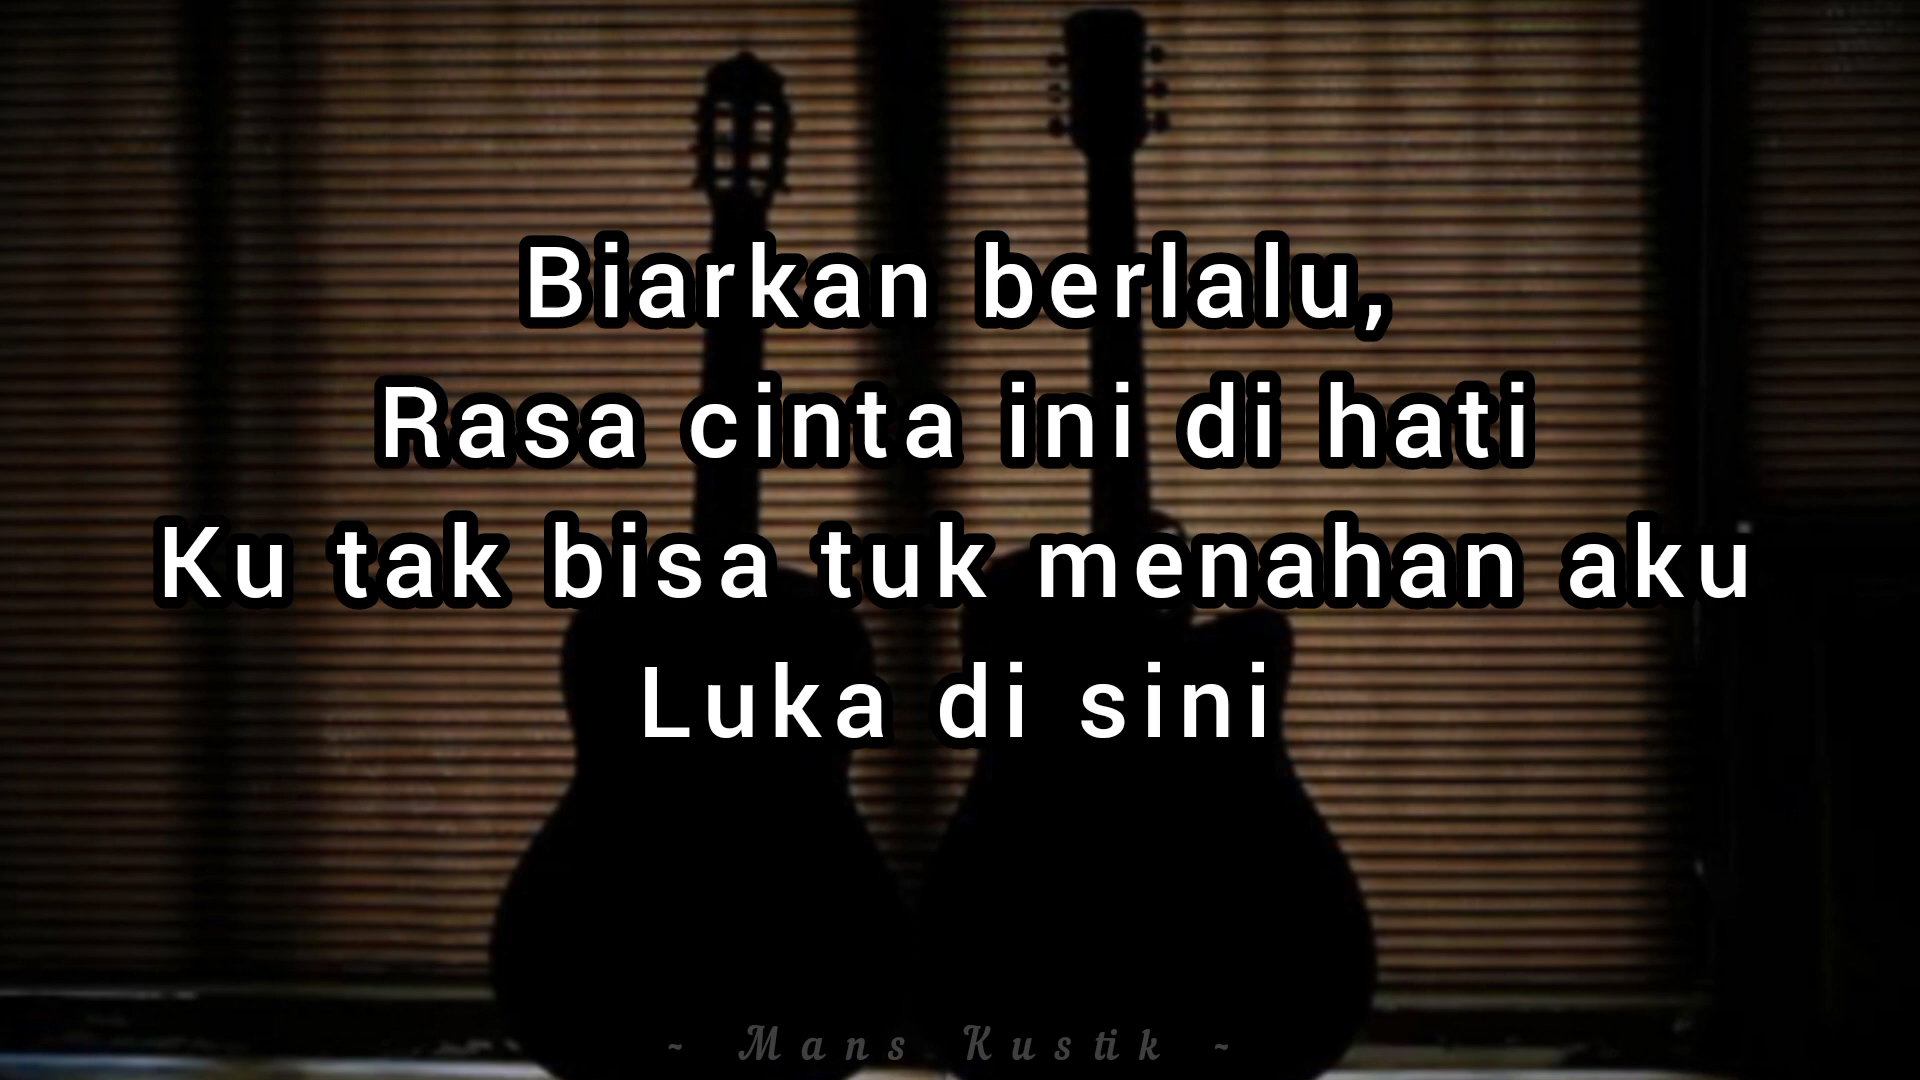 Biarkan berlalu,
Rasa cinta ini di hati
Ku tak bisa tuk menahan aku
Luka di sini
~ Mans Kustik ~